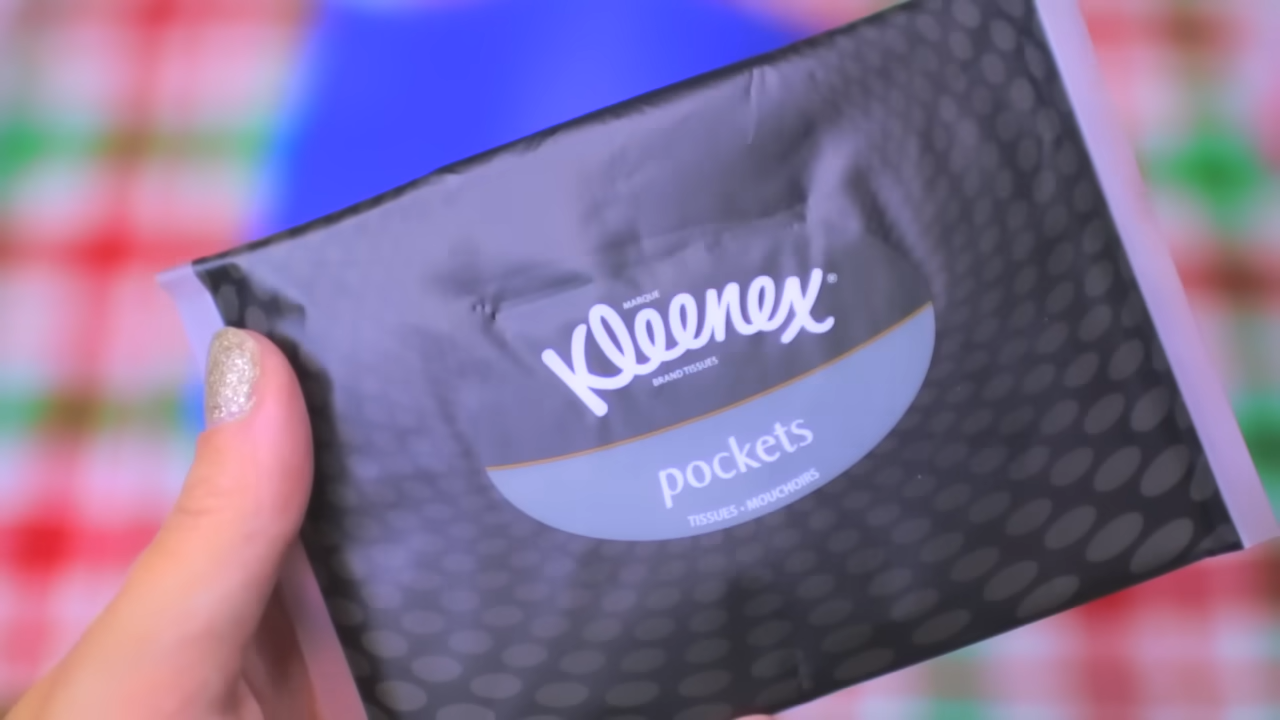 MARQUE
Kleenex®
BRAND TISSUES
pockets
TISSUES • MOUCHOIRS